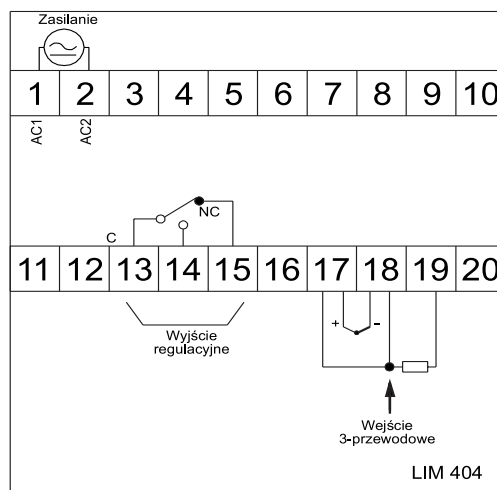 Zasilanie
1 2 3 4 5 6 7 8 9 10
AC1 AC2
NC
C
11 12 13 14 15 16 17 18 19 20
+ -
Wyjście
regulacyjne
Wejście
3-przewodowe
LIM 404